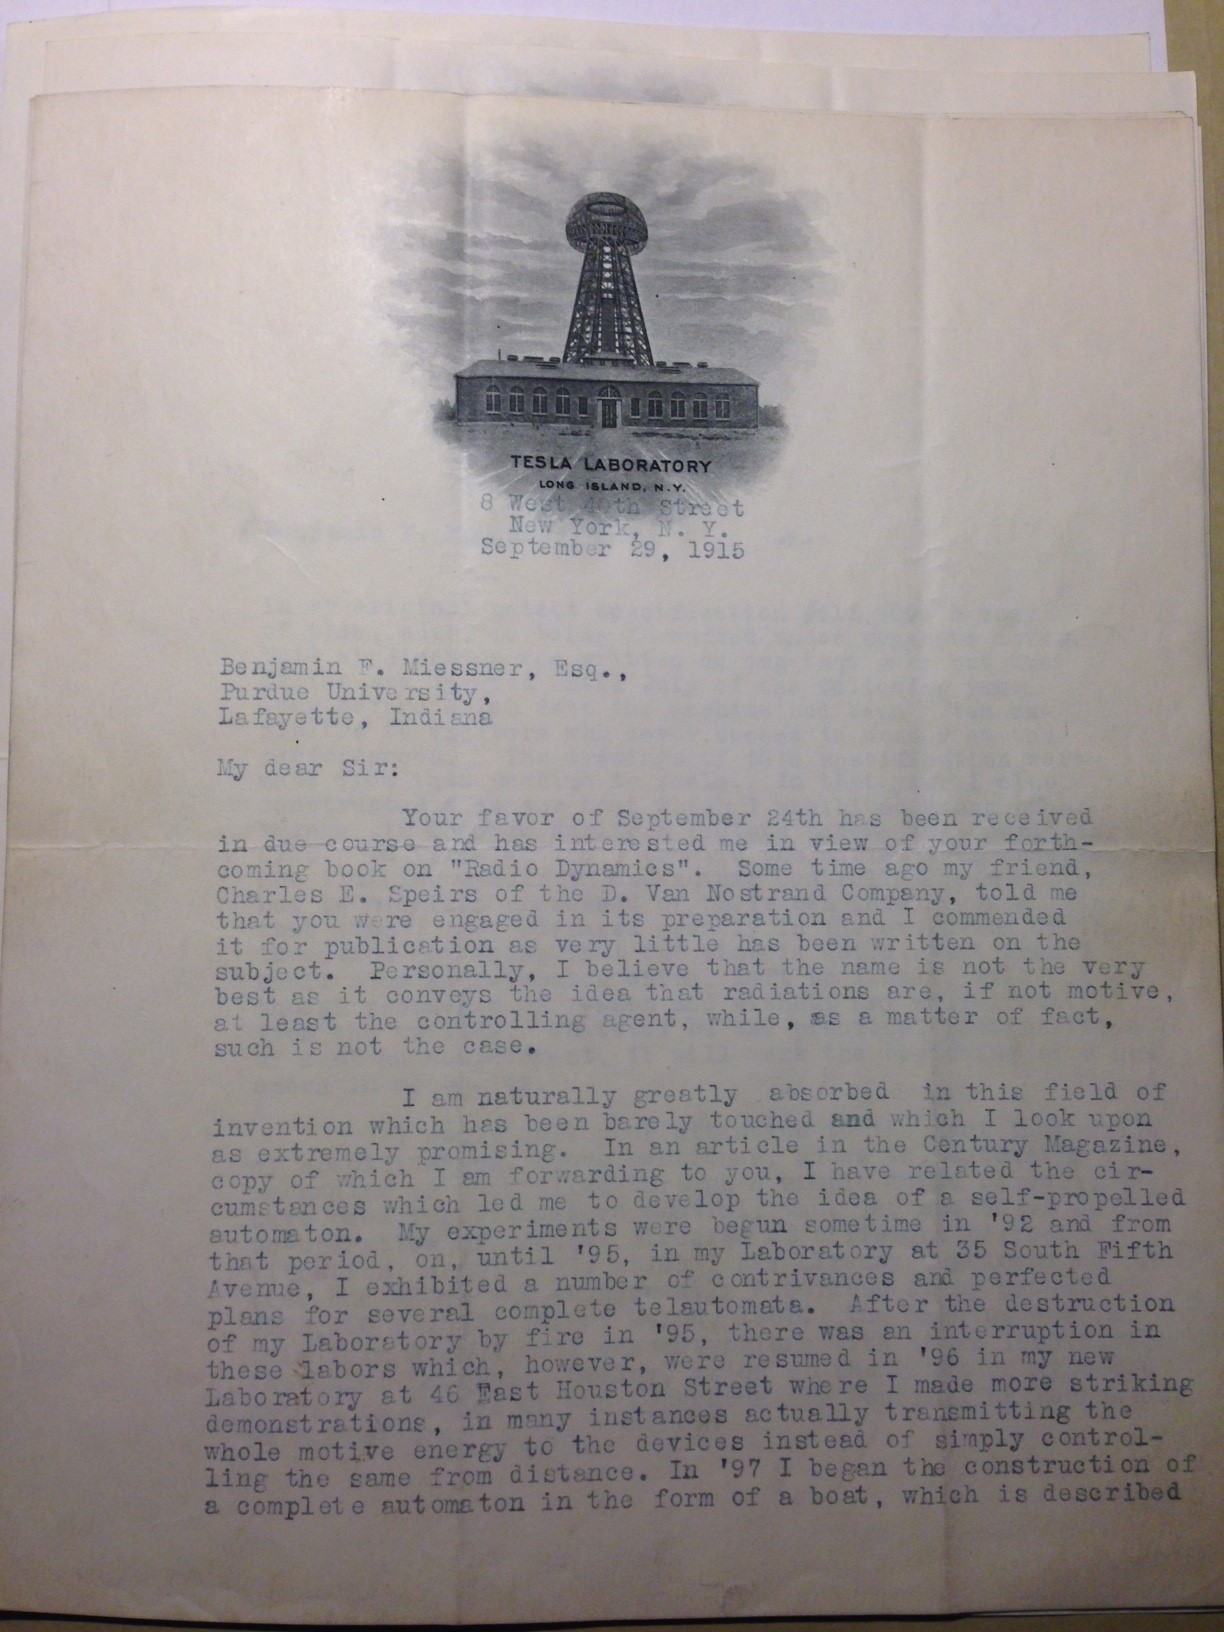 TESLA LABORATORY
LONG ISLAND, N.Y.
8 West 40th Street
New York, N. Y.
September 29, 1915
Benjamin F. Miessner, Esq.,
Purdue University,
Lafayette, Indiana
My dear Sir:
Your favor of September 24th has been received
in due course and has interested me in view of your forth-
coming book on "Radio Dynamics". Some time ago my friend,
Charles E. Speirs of the D. Van Nostrand Company, told me
that you were engaged in its preparation and I commended
it for publication as very little has been written on the
subject. Personally, I believe that the name is not the very
best as it conveys the idea that radiations are, if not motive,
at least the controlling agent, while, as a matter of fact,
such is not the case.
I am naturally greatly absorbed in this field of
invention which has been barely touched and which I look upon
as extremely promising. In an article in the Century Magazine,
copy of which I am forwarding to you, I have related the cir-
cumstances which led me to develop the idea of a self-propelled
automaton. My experiments were begun sometime in '92 and from
that period, on, until '95, in my Laboratory at 35 South Fifth
Avenue, I exhibited a number of contrivances and perfected
plans for several complete telautomata. After the destruction
of my Laboratory by fire in '95, there was an interruption in
these labors which, however, were resumed in '96 in my new
Laboratory at 46 East Houston Street where I made more striking
demonstrations, in many instances actually transmitting the
whole motive energy to the devices instead of simply control-
ling the same from distance. In '97 I began the construction of
a complete automaton in the form of a boat, which is described